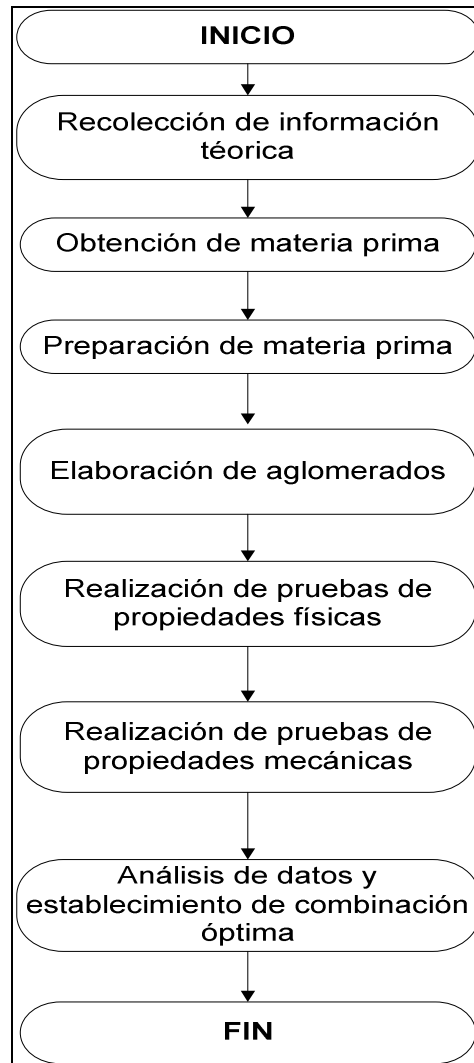 INICIO
Recolección de información
téorica
Obtención de materia prima
Preparación de materia prima
Elaboración de aglomerados
Realización de pruebas de
propiedades físicas
Realización de pruebas de
propiedades mecánicas
Análisis de datos y
establecimiento de combinación
óptima
FIN